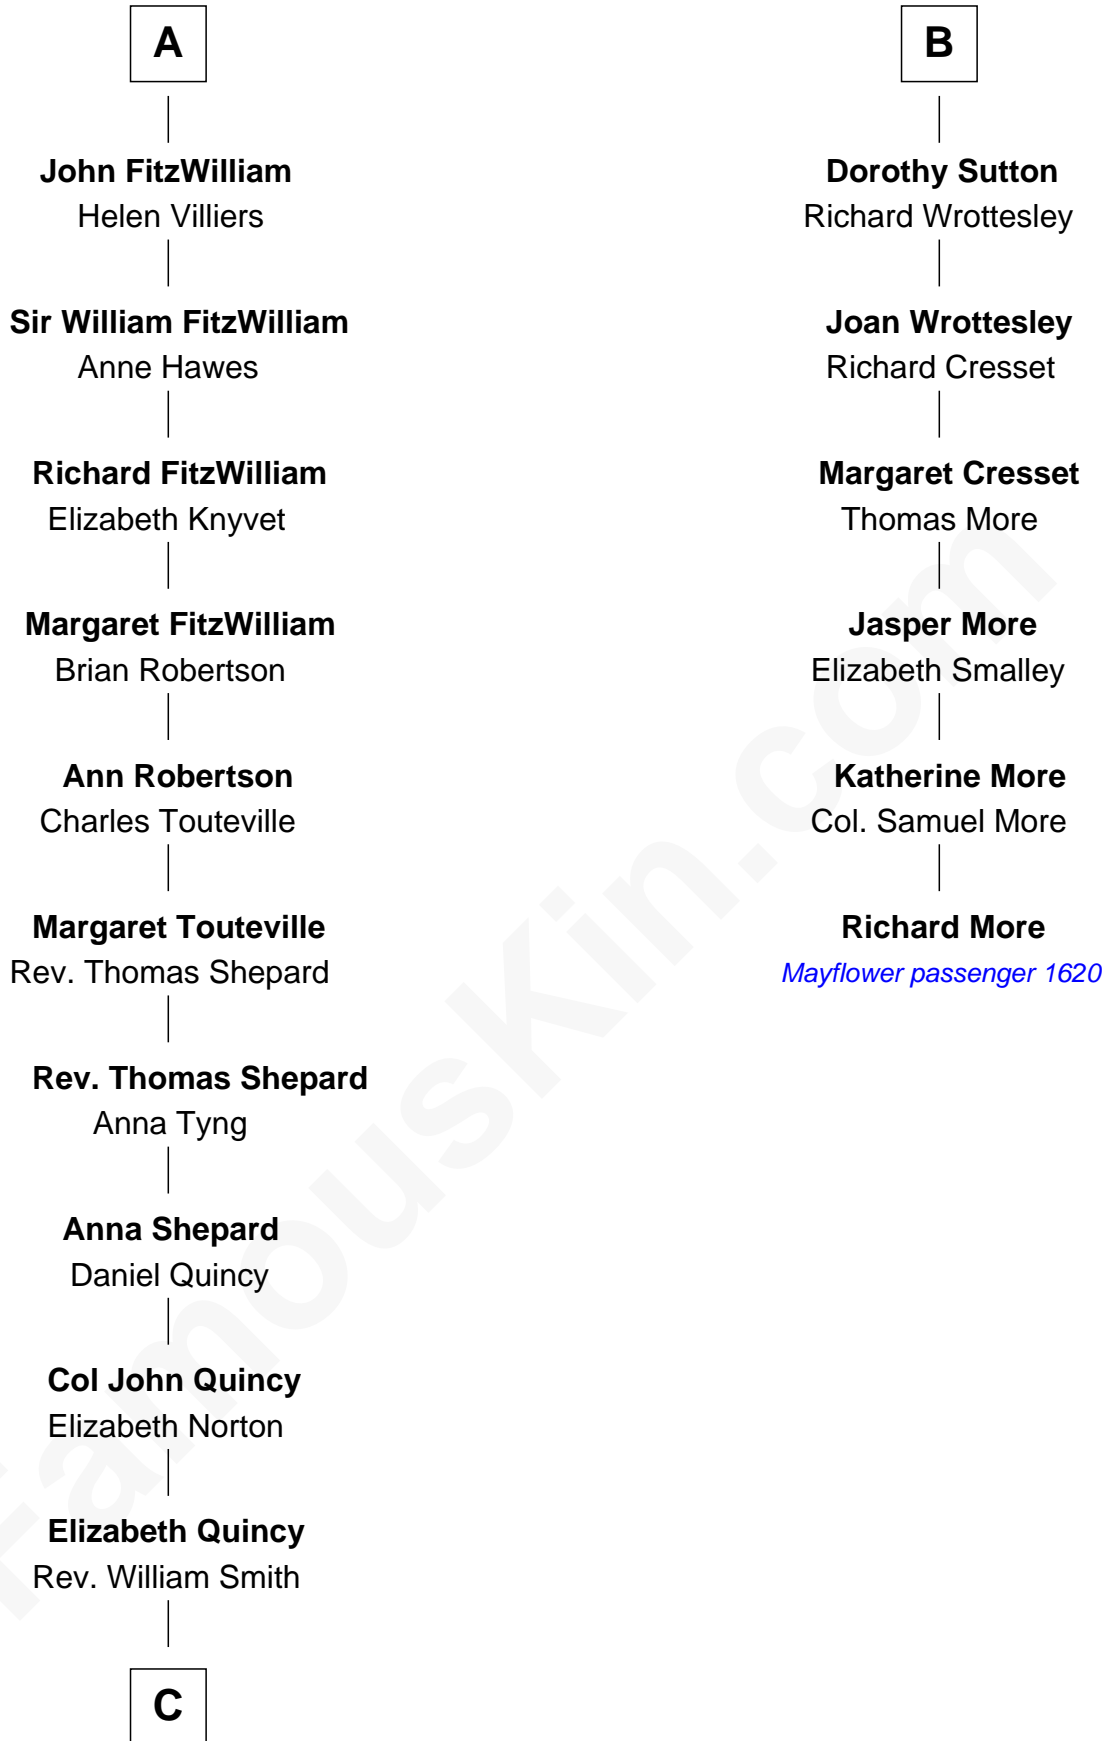 A
John FitzWilliam
Helen Villiers
Sir William FitzWilliam
Anne Hawes
Richard FitzWilliam
Elizabeth Knyvet
Margaret FitzWilliam
Brian Robertson
Ann Robertson
Charles Touteville
Margaret Touteville
Rev. Thomas Shepard
Rev. Thomas Shepard
Anna Tyng
Anna Shepard
Daniel Quincy
Col John Quincy
Elizabeth Norton
Elizabeth Quincy
Rev. William Smith
C
B
Dorothy Sutton
Richard Wrottesley
Joan Wrottesley
Richard Cresset
Margaret Cresset
Thomas More
Jasper More
Elizabeth Smalley
Katherine More
Col. Samuel More
Richard More
Mayflower passenger 1620
FamousKin.com